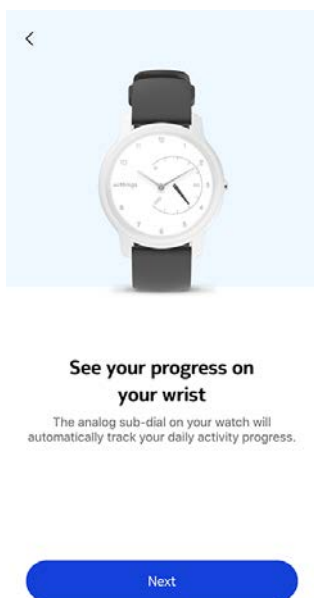 withings
See your progress on
your wrist
The analog sub-dial on your watch will
automatically track your daily activity progress.
Next